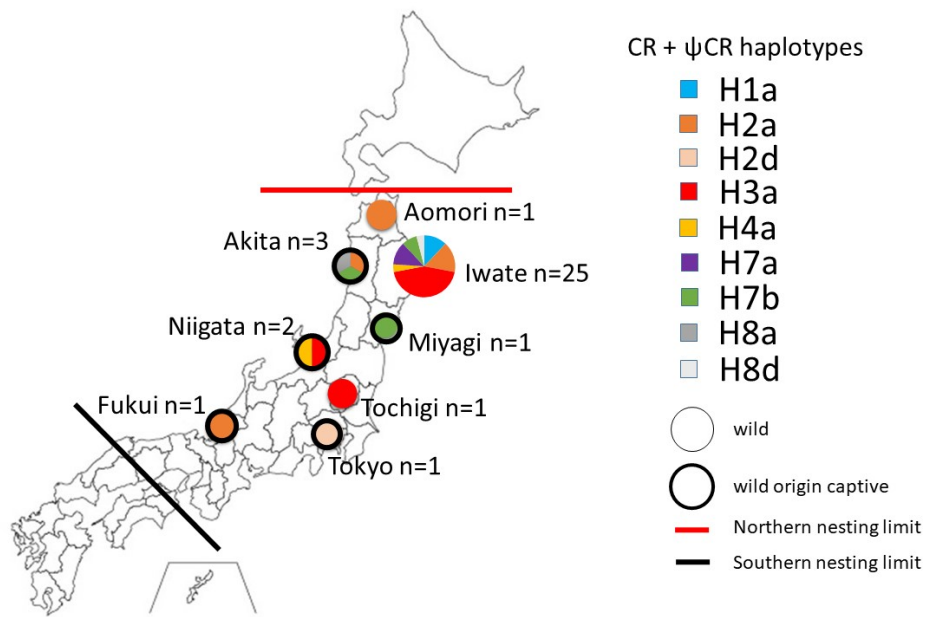 CR + ψCR haplotypes
H1a
H2a
H2d
H3a
H4a
H7a
H7b
H8a
H8d
wild
wild origin captive
Northern nesting limit
Southern nesting limit
Aomori n=1
Akita n=3
Iwate n=25
Niigata n=2
Miyagi n=1
Fukui n=1
Tochigi n=1
Tokyo n=1